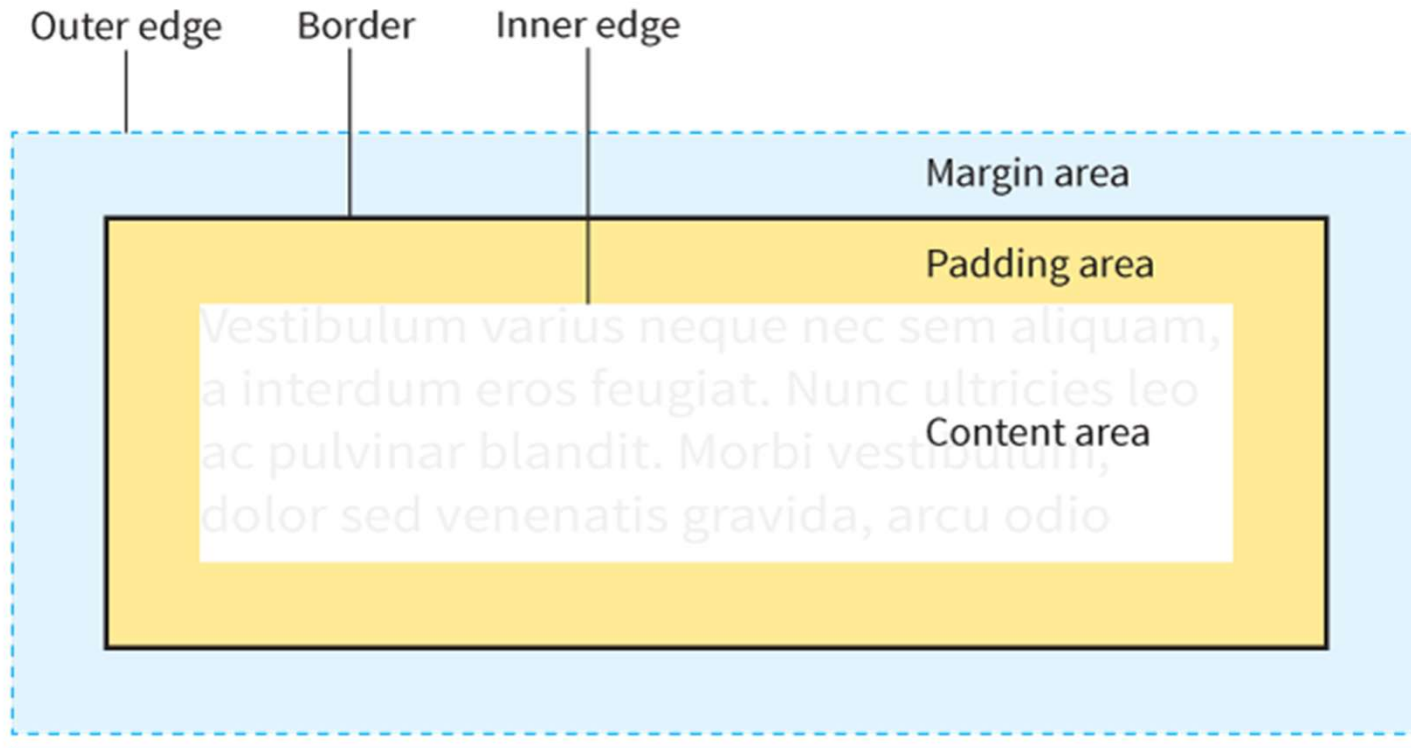 Outer edge Border Inner edge
Margin area
Padding area
Vestibulum varius neque nec sem aliquam,
a interdum eros feugiat. Nunc ultricies leo
Content area
ac pulvinar blandit. Morbi vestibulum,
dolor sed venenatis gravida, arcu odio